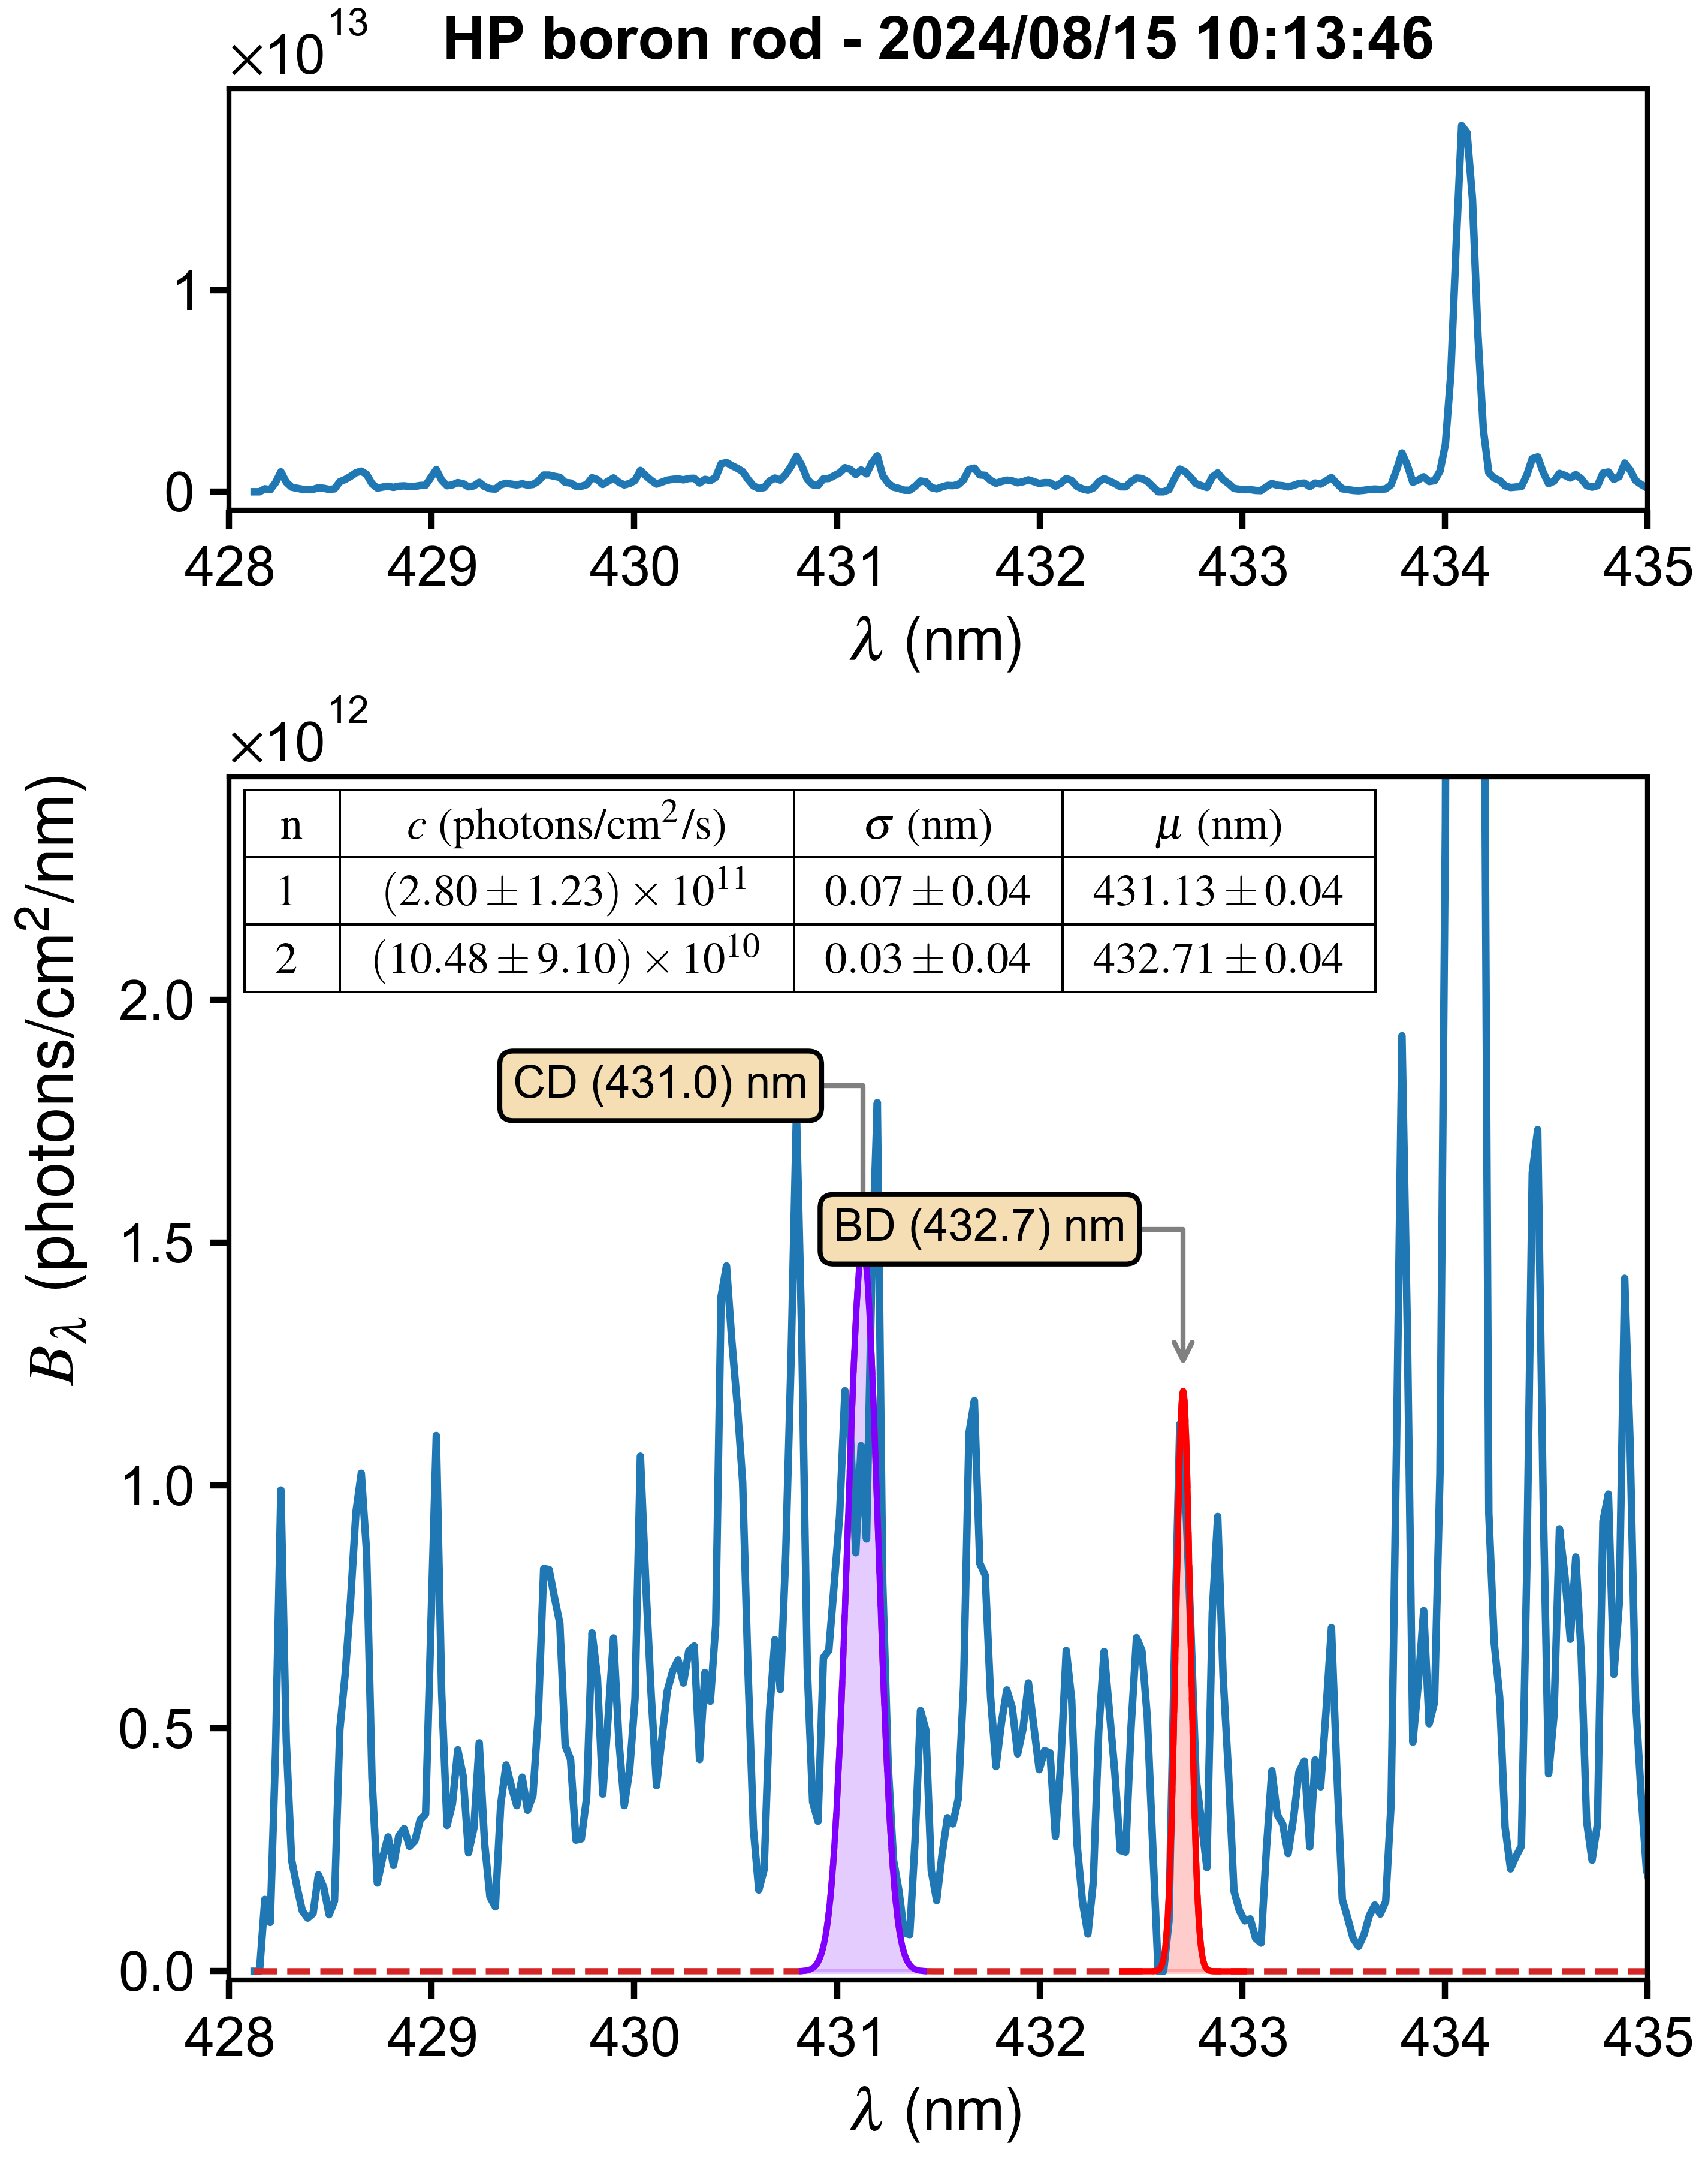 HP boron rod - 2024/08/15 10:13:46
×10^13
1
0
428 429 430 431 432 433 434 435
λ (nm)
×10^12
B_λ (photons/cm^2/nm)
n c (photons/cm^2/s) σ (nm) μ (nm)
1 (2.80 ± 1.23) × 10^11 0.07 ± 0.04 431.13 ± 0.04
2 (10.48 ± 9.10) × 10^10 0.03 ± 0.04 432.71 ± 0.04
2.0
CD (431.0) nm
BD (432.7) nm
1.5
1.0
0.5
0.0
428 429 430 431 432 433 434 435
λ (nm)